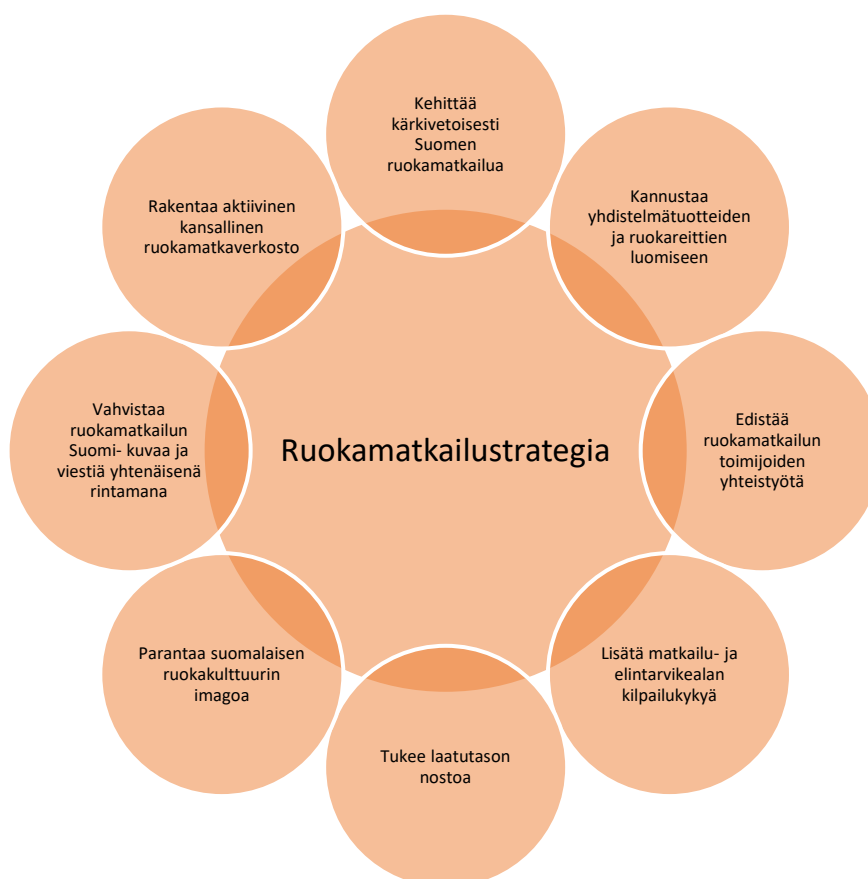 Kehittää
kärkivetoisesti
Suomen
ruokamatkailua
Kannustaa
yhdistelmätuotteiden
ja ruokareittien
luomiseen
Edistää
ruokamatkailun
toimijoiden
yhteistyötä
Lisätä matkailu- ja
elintarvikealan
kilpailukykyä
Tukee laatutason
nostoa
Parantaa suomalaisen
ruokakulttuurin
imagoa
Vahvistaa
ruokamatkailun
Suomi- kuvaa ja
viestiä yhtenäisenä
rintamana
Rakentaa aktiivinen
kansallinen
ruokamatkaverkosto
Ruokamatkailustrategia